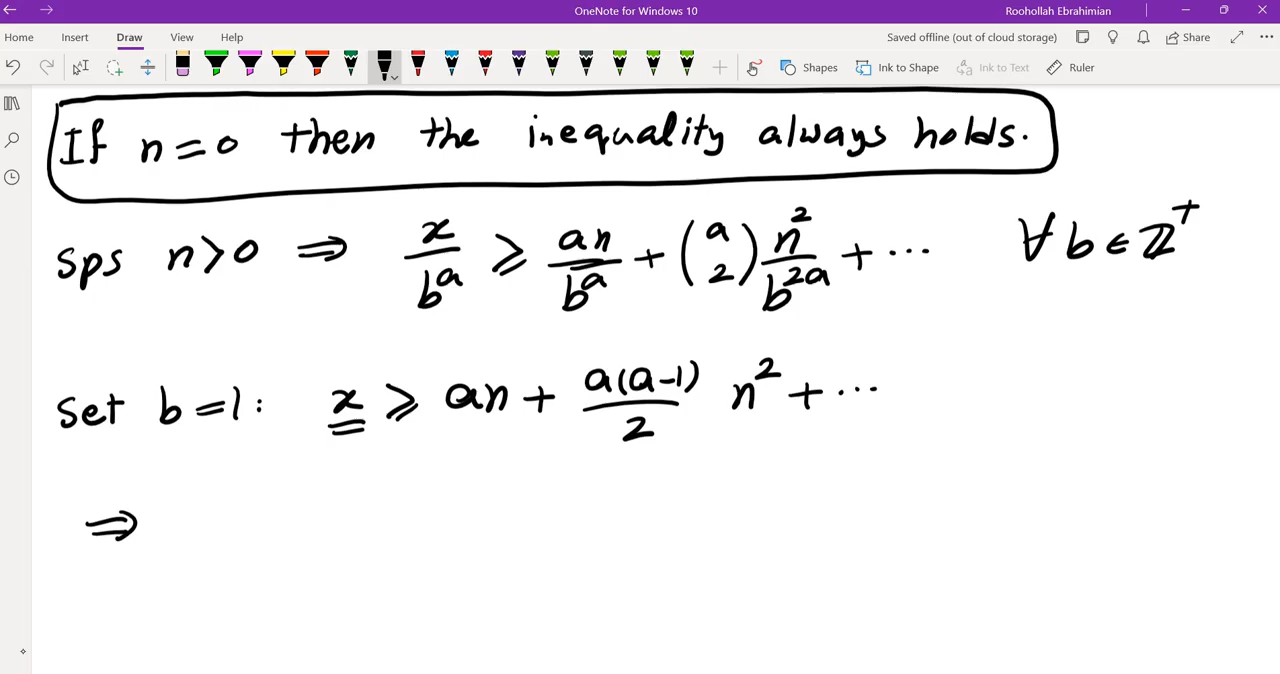 OneNote for Windows 10
Roohollah Ebrahimian
Home Insert Draw View Help
Saved offline (out of cloud storage)
Share
Shapes Ink to Shape Ink to Text Ruler
If n=0 then the inequality always holds.
Sps n>0 ⇒ x/b^a ⩾ an/b^a + (a 2) n^2/b^{2a} + ... ∀ b ∈ ℤ^+
Set b=1: x ⩾ an + a(a-1)/2 n^2 + ...
⇒